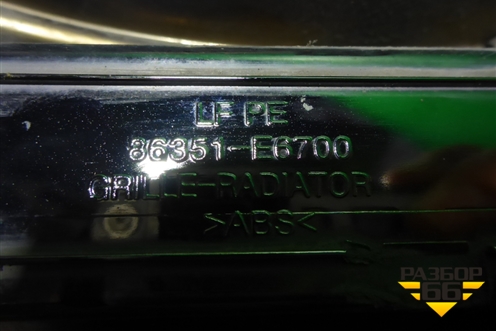 LF PE
86351-E6700
GRILLE-RADIATOR
>ABS<
РАЗБОР
66